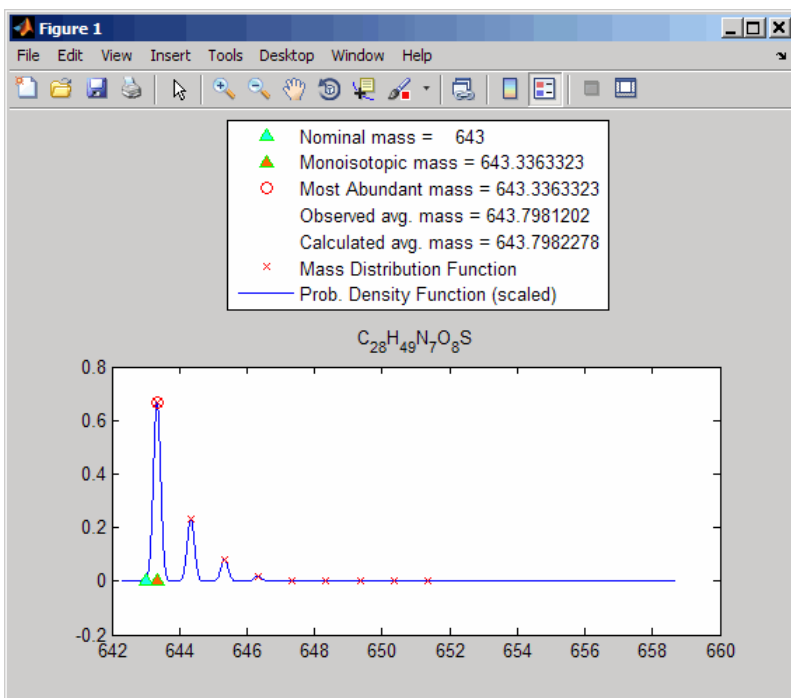 Figure 1
File Edit View Insert Tools Desktop Window Help
Nominal mass = 643
Monoisotopic mass = 643.3363323
Most Abundant mass = 643.3363323
Observed avg. mass = 643.7981202
Calculated avg. mass = 643.7982278
Mass Distribution Function
Prob. Density Function (scaled)
C28H49N7O8S
0.8
0.6
0.4
0.2
0
-0.2
642 644 646 648 650 652 654 656 658 660